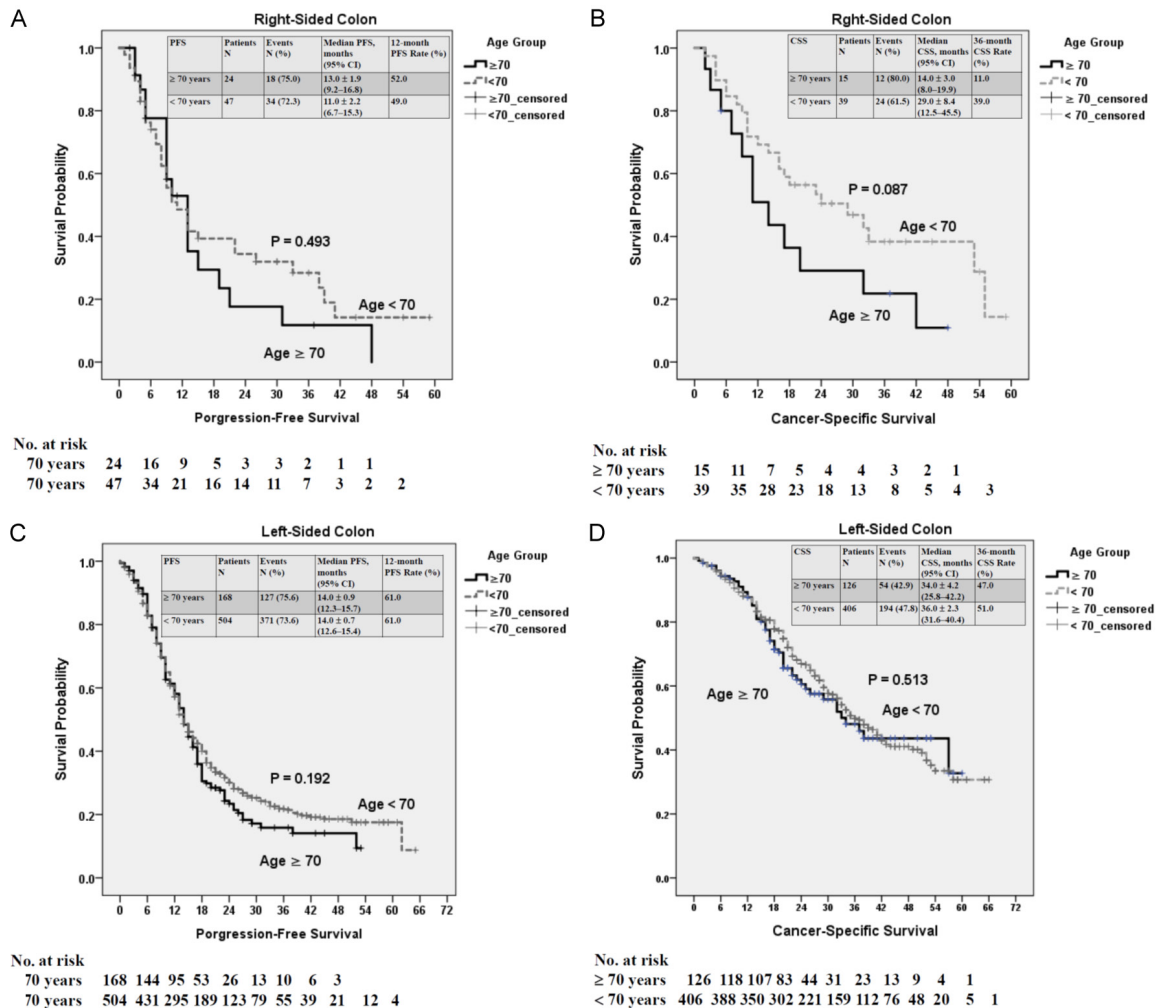 A
Right-Sided Colon
PFS Patients N Events N (%) Median PFS, months (95% CI) 12-month PFS Rate (%)
≥ 70 years 24 18 (75.0) 13.0 ± 1.9 (9.2–16.8) 52.0
< 70 years 47 34 (72.3) 11.0 ± 2.2 (6.7–15.3) 49.0
Age Group
≥70
<70
≥70_censored
<70_censored
Survial Probability
1.0
0.8
0.6
0.4
0.2
0.0
P = 0.493
Age < 70
Age ≥ 70
0 6 12 18 24 30 36 42 48 54 60
Porgression-Free Survival
No. at risk
70 years 24 16 9 5 3 3 2 1 1
70 years 47 34 21 16 14 11 7 3 2 2
B
Rght-Sided Colon
CSS Patients N Events N (%) Median CSS, months (95% CI) 36-month CSS Rate (%)
≥ 70 years 15 12 (80.0) 14.0 ± 3.0 (8.0–19.9) 11.0
< 70 years 39 24 (61.5) 29.0 ± 8.4 (12.5–45.5) 39.0
Age Group
≥ 70
< 70
≥ 70_censored
< 70_censored
Survial Probability
1.0
0.8
0.6
0.4
0.2
0.0
P = 0.087
Age < 70
Age ≥ 70
0 6 12 18 24 30 36 42 48 54 60
Cancer-Specific Survival
No. at risk
≥ 70 years 15 11 7 5 4 4 3 2 1
< 70 years 39 35 28 23 18 13 8 5 4 3
C
Left-Sided Colon
PFS Patients N Events N (%) Median PFS, months (95% CI) 12-month PFS Rate (%)
≥ 70 years 168 127 (75.6) 14.0 ± 0.9 (12.3–15.7) 61.0
< 70 years 504 371 (73.6) 14.0 ± 0.7 (12.6–15.4) 61.0
Age Group
≥70
<70
≥70_censored
<70_censored
Survial Probability
1.0
0.8
0.6
0.4
0.2
0.0
P = 0.192
Age < 70
Age ≥ 70
0 6 12 18 24 30 36 42 48 54 60 66 72
Porgression-Free Survival
No. at risk
70 years 168 144 95 53 26 13 10 6 3
70 years 504 431 295 189 123 79 55 39 21 12 4
D
Left-Sided Colon
CSS Patients N Events N (%) Median CSS, months (95% CI) 36-month CSS Rate (%)
≥ 70 years 126 54 (42.9) 34.0 ± 4.2 (25.8–42.2) 47.0
< 70 years 406 194 (47.8) 36.0 ± 2.3 (31.6–40.4) 51.0
Age Group
≥ 70
< 70
≥ 70_censored
< 70_censored
Survial Probability
1.0
0.8
0.6
0.4
0.2
0.0
P = 0.513
Age ≥ 70
Age < 70
0 6 12 18 24 30 36 42 48 54 60 66 72
Cancer-Specific Survival
No. at risk
≥ 70 years 126 118 107 83 44 31 23 13 9 4 1
< 70 years 406 388 350 302 221 159 112 76 48 20 5 1